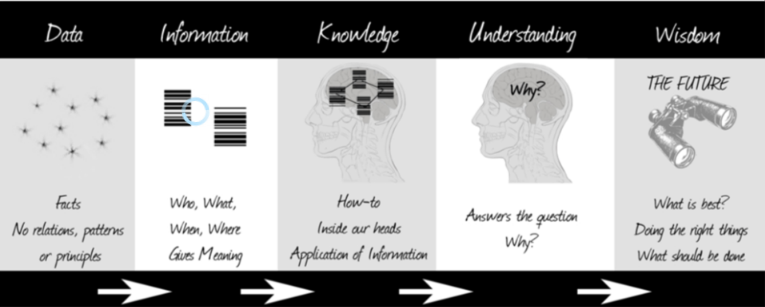 Data
Information
Knowledge
Understanding
Wisdom
Why?
THE FUTURE
Facts
No relations, patterns
or principles
Who, What,
When, Where
Gives Meaning
How-to
Inside our heads
Application of Information
Answers the question
Why?
What is best?
Doing the right things
What should be done